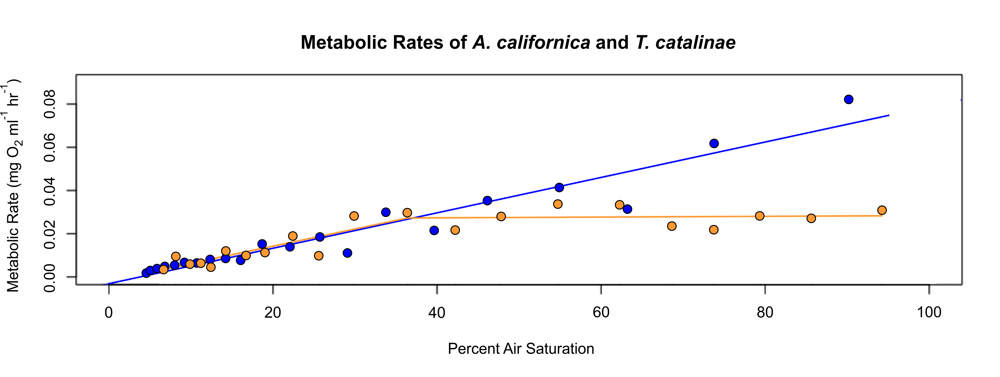 Metabolic Rates of A. californica and T. catalinae
Metabolic Rate (mg O₂ ml⁻¹ hr⁻¹)
0.08
0.06
0.04
0.02
0.00
0 20 40 60 80 100
Percent Air Saturation